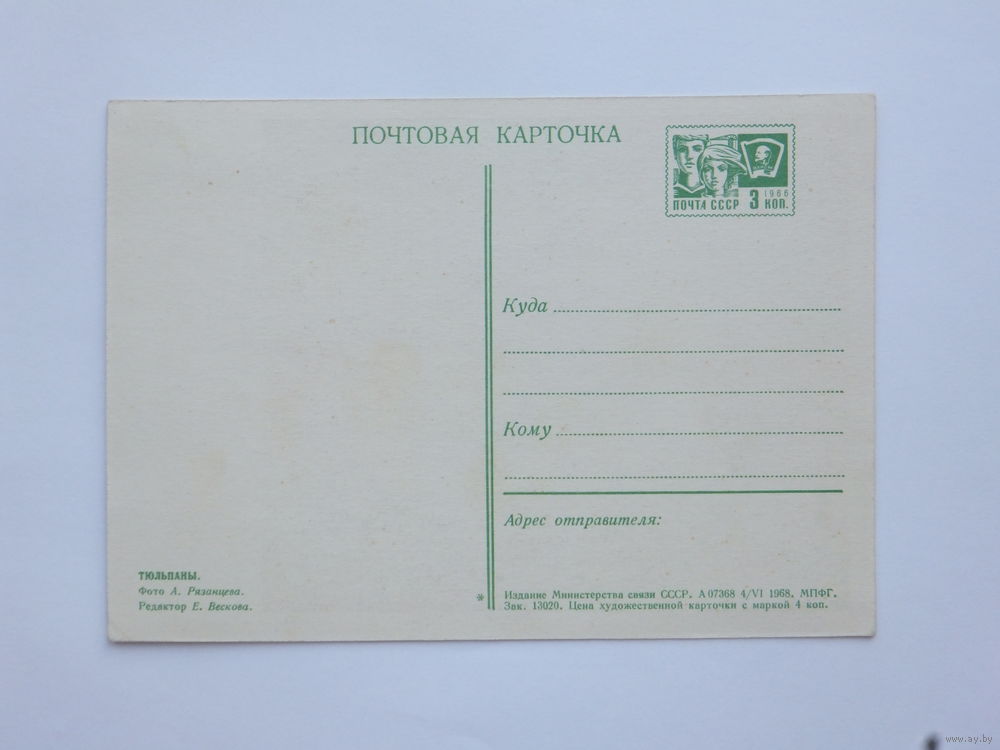 ПОЧТОВАЯ КАРТОЧКА
1966
ПОЧТА СССР 3 КОП.
Куда
Кому
Адрес отправителя:
ТЮЛЬПАНЫ.
Фото А. Рязанцева.
Редактор Е. Вескова.
* Издание Министерства связи СССР. А 07368 4/VI 1968. МПФГ.
Зак. 13020. Цена художественной карточки с маркой 4 коп.
www.ay.by